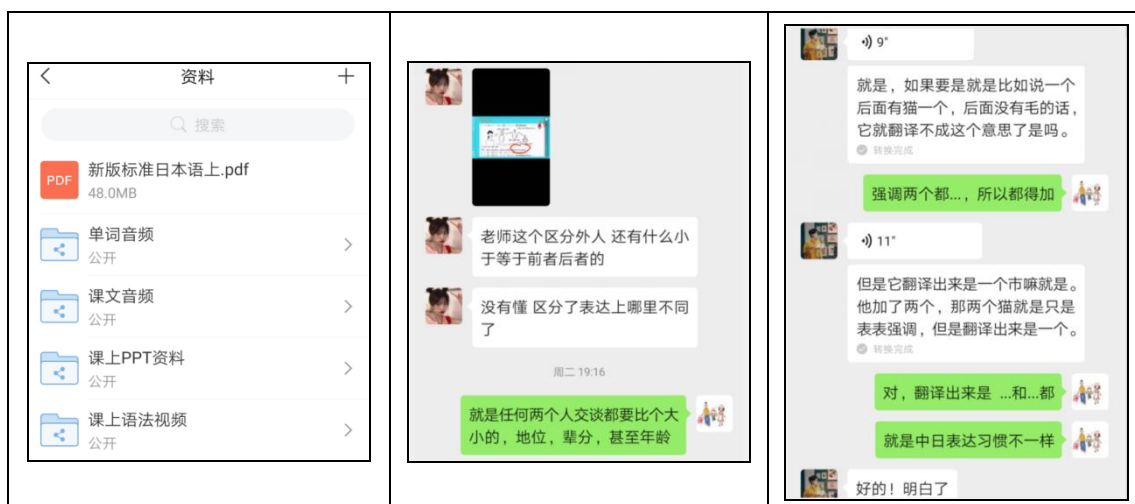 资料
搜索
PDF
新版标准日本语上.pdf
48.0MB
单词音频
公开
课文音频
公开
课上PPT资料
公开
课上语法视频
公开
老师这个区分外人 还有什么小
于等于前者后者的
没有懂 区分了表达上哪里不同
了
周二 19:16
就是任何两个人交谈都要比个大
小的，地位，辈分，甚至年龄
9"
就是，如果要是就是比如说一个
后面有猫一个，后面没有毛的话，
它就翻译不成这个意思了是吗。
转换完成
强调两个都...，所以都得加
11"
但是它翻译出来是一个市嘛就是。
他加了两个，那两个猫就是只是
表表强调，但是翻译出来是一个。
转换完成
对，翻译出来是 ...和...都
就是中日表达习惯不一样
好的！明白了